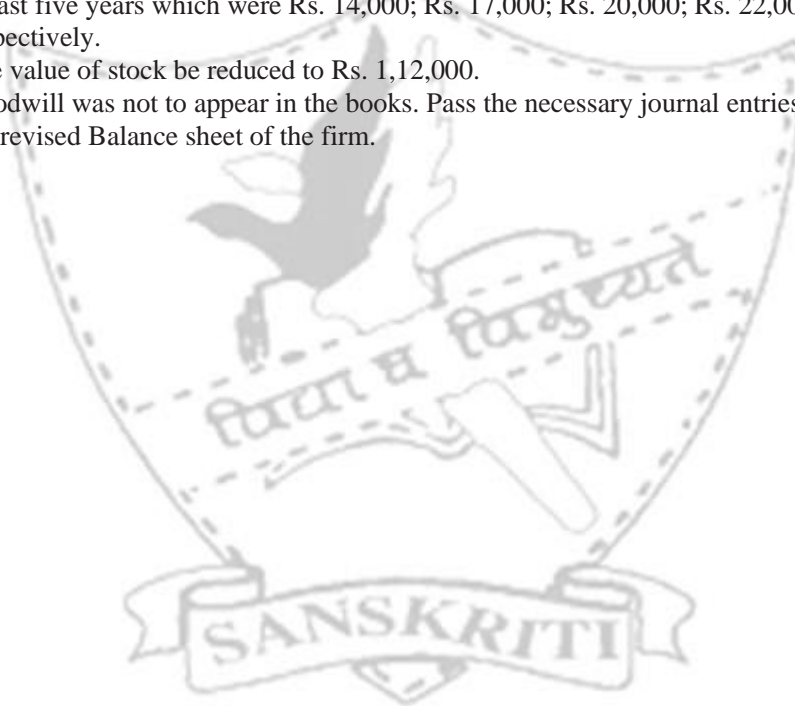 ast five years which were Rs. 14,000; Rs. 17,000; Rs. 20,000; Rs. 22,00
pectively.
e value of stock be reduced to Rs. 1,12,000.
odwill was not to appear in the books. Pass the necessary journal entries
revised Balance sheet of the firm.
विद्या च विमुच्यते
SANSKRITI